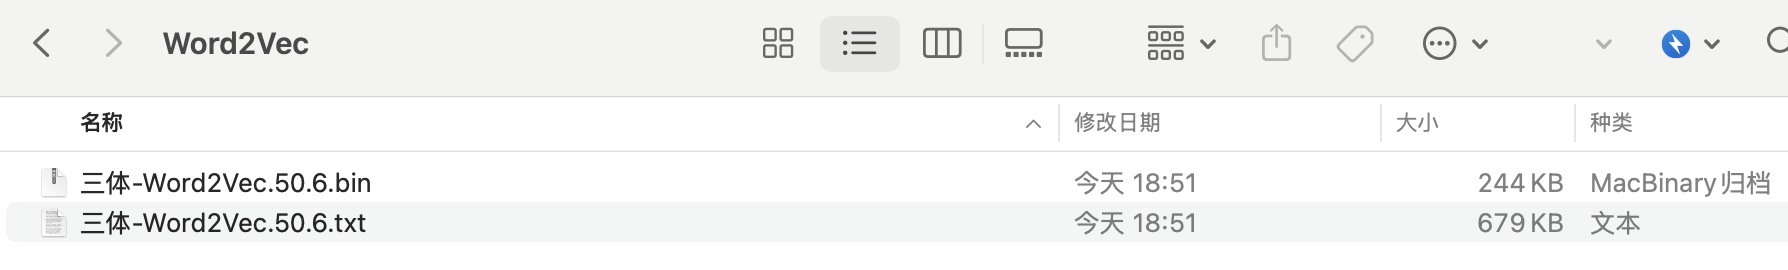 Word2Vec
名称 修改日期 大小 种类
三体-Word2Vec.50.6.bin 今天 18:51 244 KB MacBinary归档
三体-Word2Vec.50.6.txt 今天 18:51 679 KB 文本